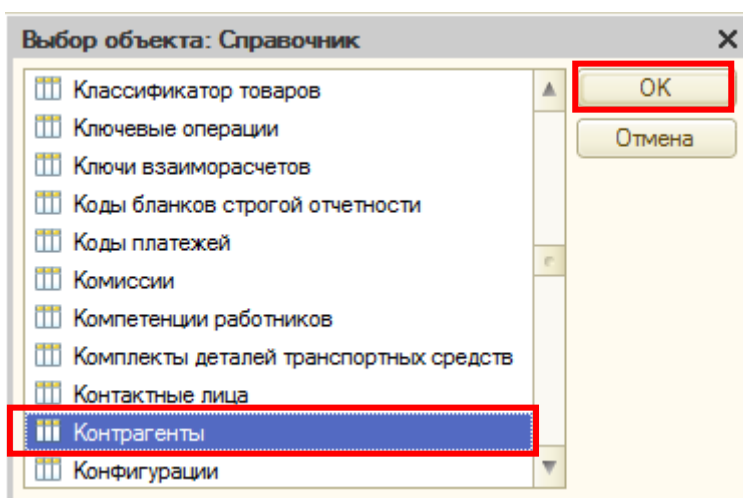 Выбор объекта: Справочник
Классификатор товаров
Ключевые операции
Ключи взаиморасчетов
Коды бланков строгой отчетности
Коды платежей
Комиссии
Компетенции работников
Комплекты деталей транспортных средств
Контактные лица
Контрагенты
Конфигурации
OK
Отмена